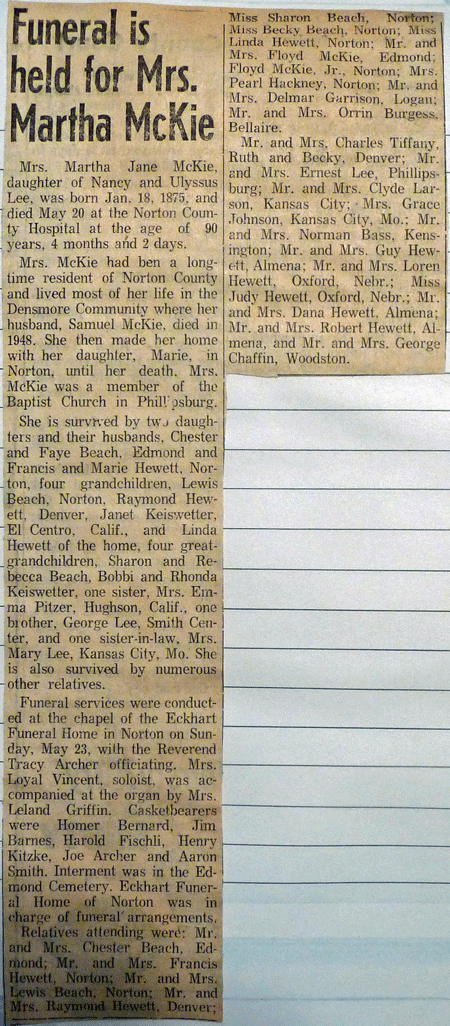 Funeral is
held for Mrs.
Martha McKie
Mrs. Martha Jane McKie,
daughter of Nancy and Ulyssus
Lee, was born Jan. 18, 1875, and
died May 20 at the Norton Coun-
ty Hospital at the age of 90
years, 4 months and 2 days.
Mrs. McKie had ben a long-
time resident of Norton County
and lived most of her life in the
Densmore Community where her
husband, Samuel McKie, died in
1948. She then made her home
with her daughter, Marie, in
Norton, until her death. Mrs.
McKie was a member of the
Baptist Church in Phillipsburg.
She is survived by two daugh-
ters and their husbands, Chester
and Faye Beach, Edmond and
Francis and Marie Hewett, Nor-
ton, four grandchildren, Lewis
Beach, Norton, Raymond Hew-
ett, Denver, Janet Keiswetter,
El Centro, Calif., and Linda
Hewett of the home, four great-
grandchildren, Sharon and Re-
becca Beach, Bobbi and Rhonda
Keiswetter, one sister, Mrs. Em-
ma Pitzer, Hughson, Calif., one
brother, George Lee, Smith Cen-
ter, and one sister-in-law, Mrs.
Mary Lee, Kansas City, Mo. She
is also survived by numerous
other relatives.
Funeral services were conduct-
ed at the chapel of the Eckhart
Funeral Home in Norton on Sun-
day, May 23, with the Reverend
Tracy Archer officiating. Mrs.
Loyal Vincent, soloist, was ac-
companied at the organ by Mrs.
Leland Griffin. Casketbearers
were Homer Bernard, Jim
Barnes, Harold Fischli, Henry
Kitzke, Joe Archer and Aaron
Smith. Interment was in the Ed-
mond Cemetery. Eckhart Funer-
al Home of Norton was in
charge of funeral arrangements.
Relatives attending were: Mr.
and Mrs. Chester Beach, Ed-
mond; Mr. and Mrs. Francis
Hewett, Norton; Mr. and Mrs.
Lewis Beach, Norton; Mr. and
Mrs. Raymond Hewett, Denver;
Miss Sharon Beach, Norton;
Miss Becky Beach, Norton; Miss
Linda Hewett, Norton; Mr. and
Mrs. Floyd McKie, Edmond;
Floyd McKie, Jr., Norton; Mrs.
Pearl Hackney, Norton; Mr. and
Mrs. Delmar Garrison, Logan;
Mr. and Mrs. Orrin Burgess,
Bellaire.
Mr. and Mrs. Charles Tiffany,
Ruth and Becky, Denver; Mr.
and Mrs. Ernest Lee, Phillips-
burg; Mr. and Mrs. Clyde Lar-
son, Kansas City; Mrs. Grace
Johnson, Kansas City, Mo.; Mr.
and Mrs. Norman Bass, Kens-
ington; Mr. and Mrs. Guy Hew-
ett, Almena; Mr. and Mrs. Loren
Hewett, Oxford, Nebr.; Miss
Judy Hewett, Oxford, Nebr.; Mr.
and Mrs. Dana Hewett, Almena;
Mr. and Mrs. Robert Hewett, Al-
mena, and Mr. and Mrs. George
Chaffin, Woodston.